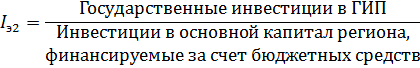 Iэ2 = Государственные инвестиции в ГИП
Инвестиции в основной капитал региона,
финансируемые за счет бюджетных средств